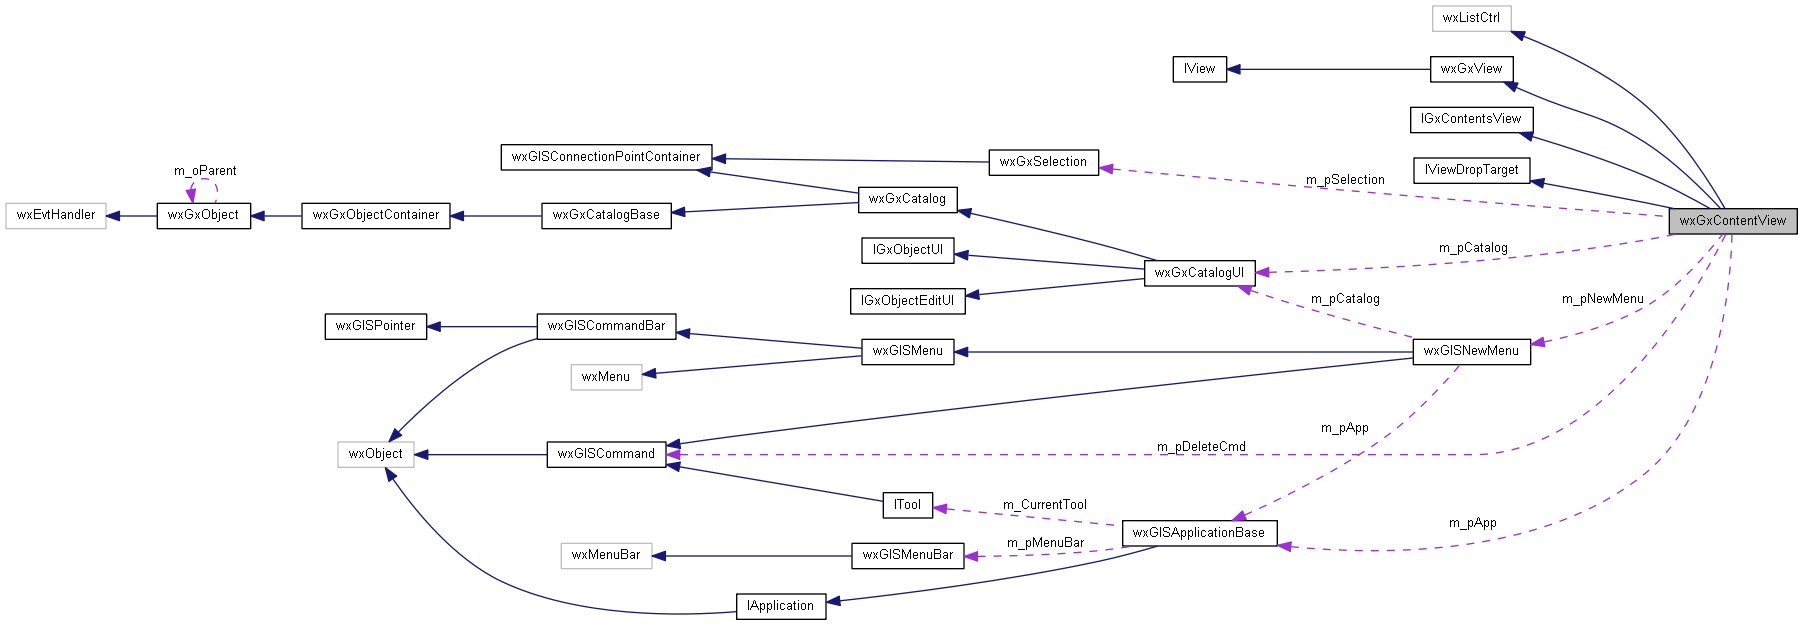 wxListCtrl
IView
wxGxView
IGxContentsView
wxGISConnectionPointContainer
wxGxSelection
IViewDropTarget
m_oParent
m_pSelection
wxEvtHandler
wxGxObject
wxGxObjectContainer
wxGxCatalogBase
wxGxCatalog
wxGxContentView
IGxObjectUI
m_pCatalog
wxGxCatalogUI
IGxObjectEditUI
m_pCatalog
m_pNewMenu
wxGISPointer
wxGISCommandBar
wxGISMenu
wxGISNewMenu
wxMenu
m_pApp
wxObject
wxGISCommand
m_pDeleteCmd
ITool
m_CurrentTool
m_pApp
wxGISApplicationBase
m_pMenuBar
wxMenuBar
wxGISMenuBar
IApplication